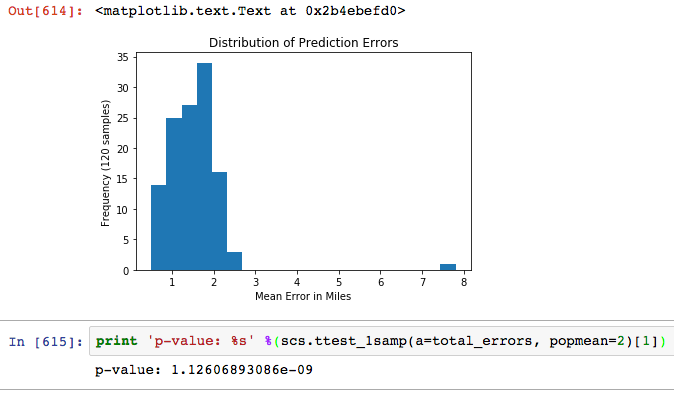 Out[614]: <matplotlib.text.Text at 0x2b4ebefd0>
Distribution of Prediction Errors
35
30
25
20
15
10
5
0
Frequency (120 samples)
1 2 3 4 5 6 7 8
Mean Error in Miles
In [615]: print 'p-value: %s' %(scs.ttest_1samp(a=total_errors, popmean=2)[1])
p-value: 1.12606893086e-09